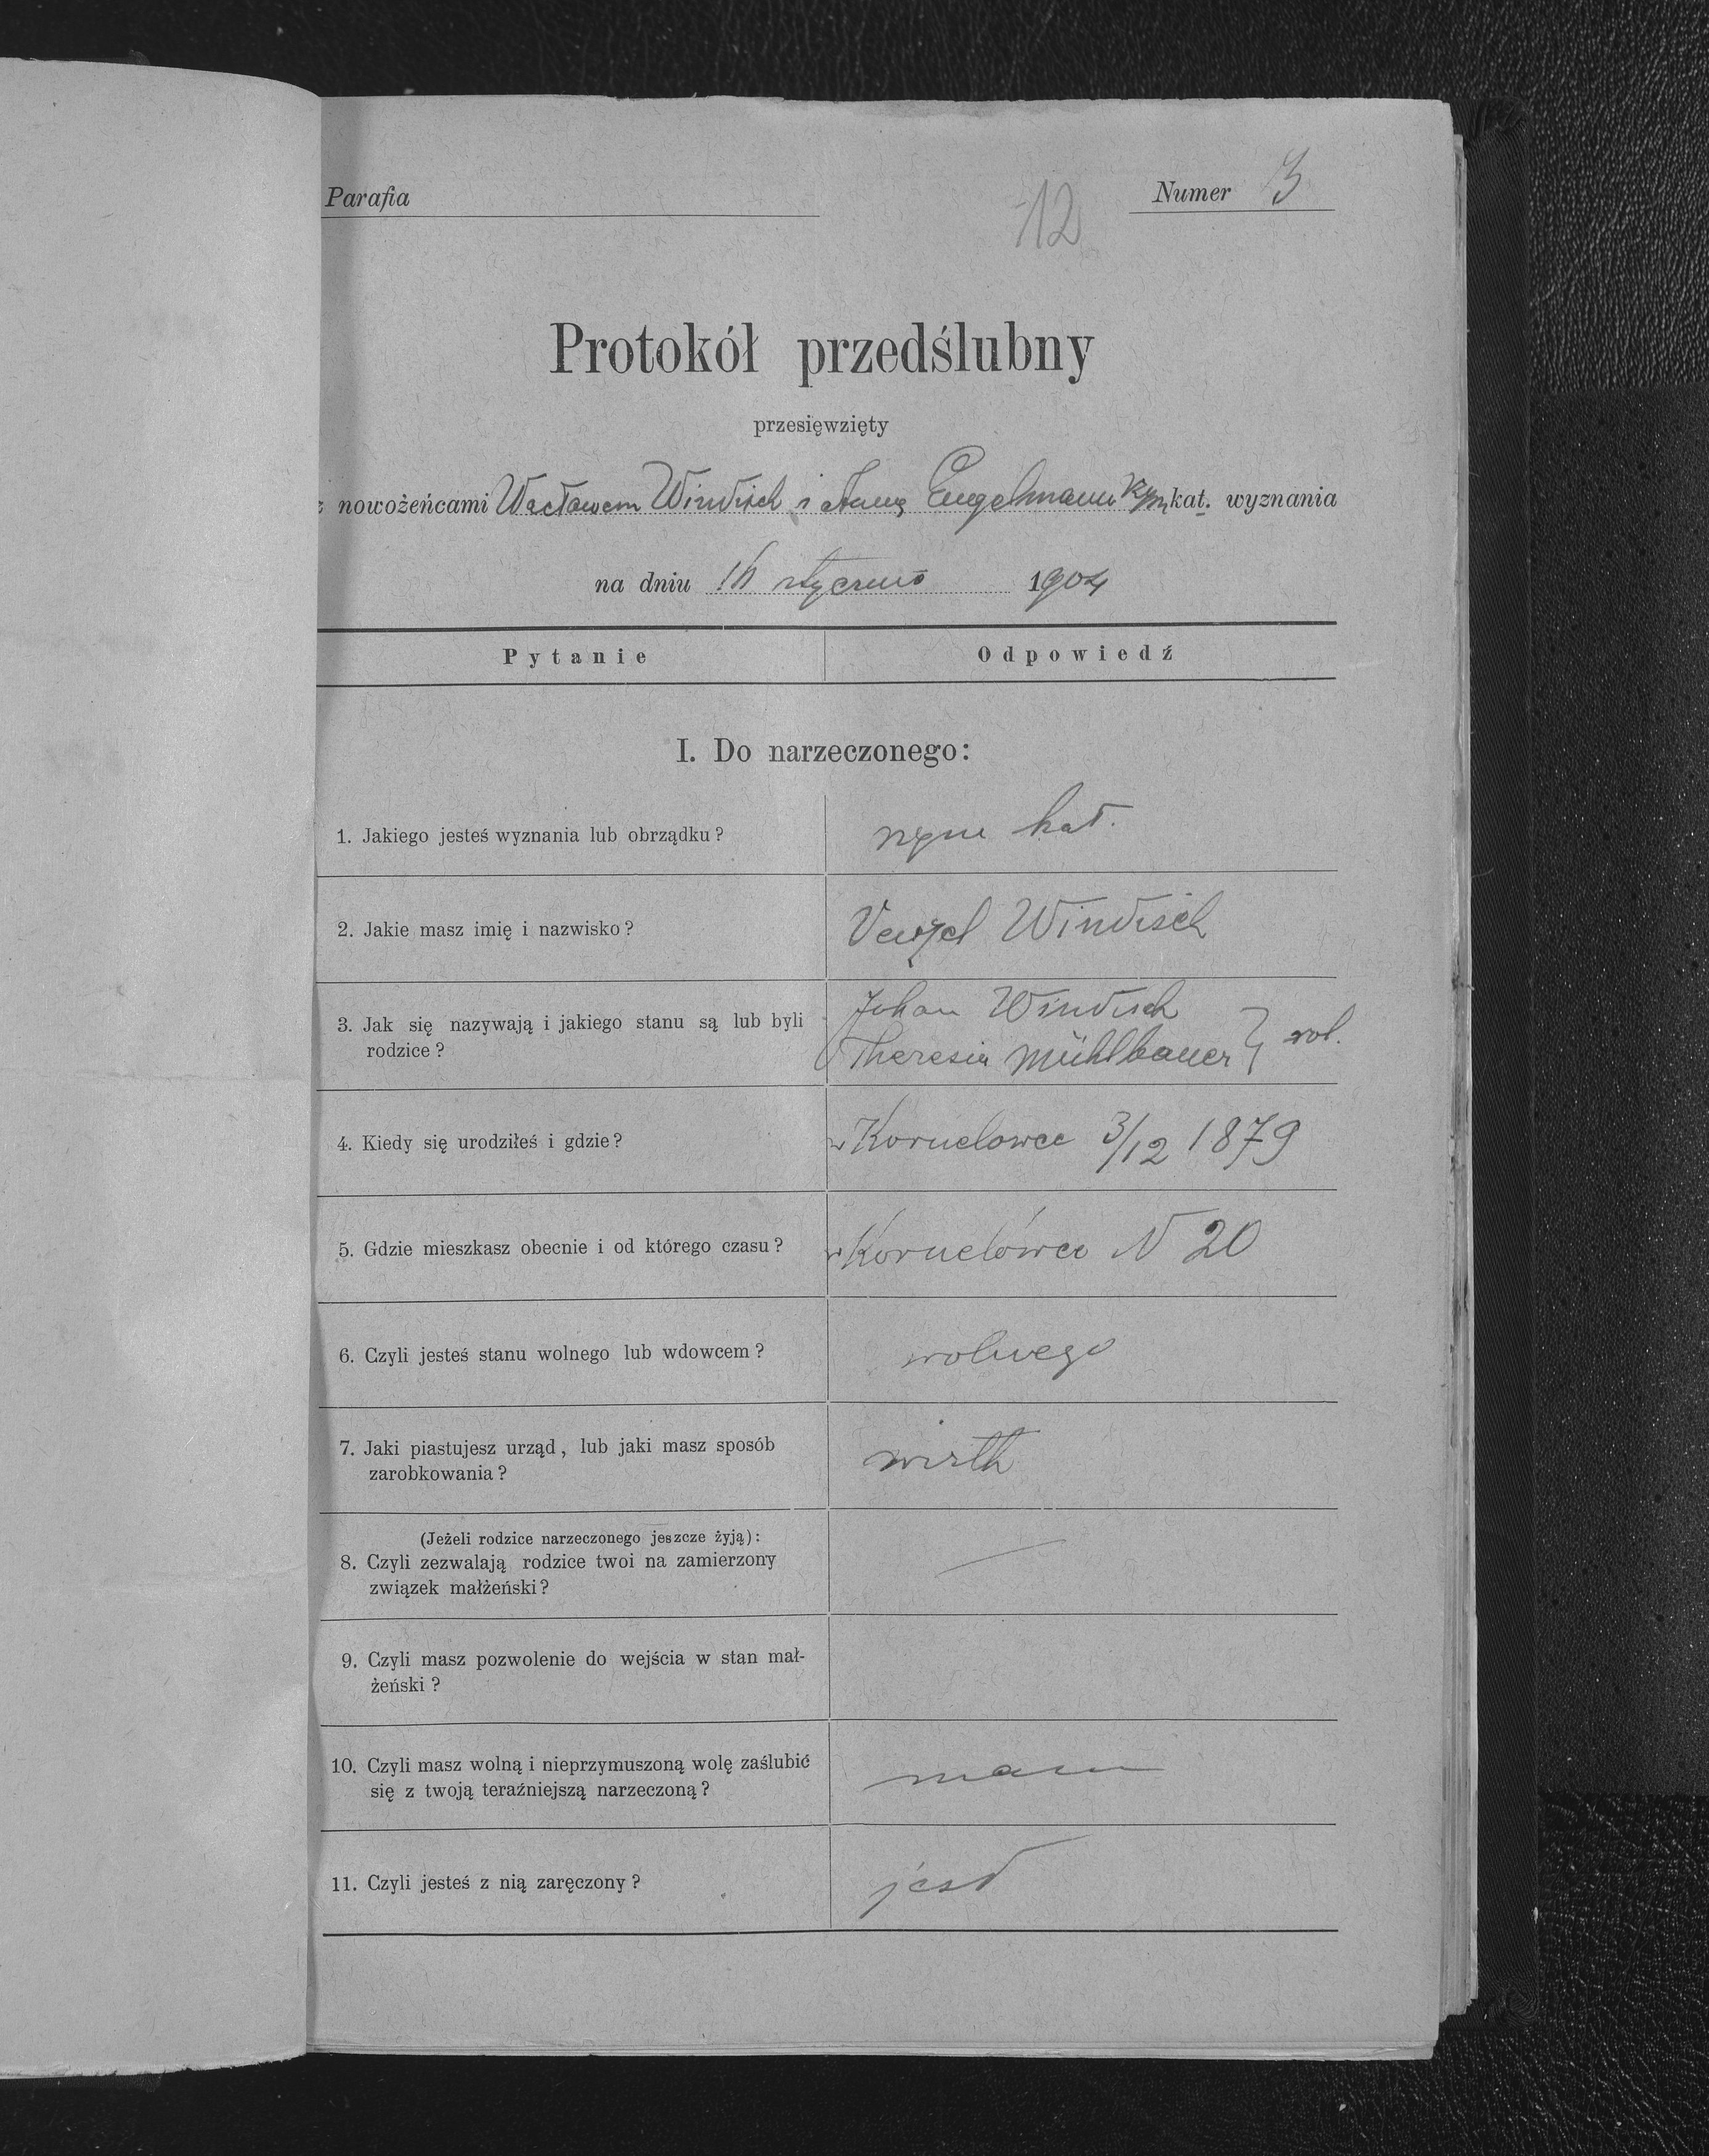 Parafia
Numer 3
12
Protokół przedślubny
przesięwzięty
z nowożeńcami Wacławem Windisch i Anną Engelmann Rzym kat. wyznania
na dniu 16 stycznia 1904
Pytanie Odpowiedź
I. Do narzeczonego:
1. Jakiego jesteś wyznania lub obrządku? rzym kat.
2. Jakie masz imię i nazwisko? Venzel Windisch
3. Jak się nazywają i jakiego stanu są lub byli rodzice? Johan Windisch
Theresia Mühlbauer } rol.
4. Kiedy się urodziłeś i gdzie? w Kornelowce 3/12 1879
5. Gdzie mieszkasz obecnie i od którego czasu? w Kornelówce N 20
6. Czyli jesteś stanu wolnego lub wdowcem? wolnego
7. Jaki piastujesz urząd, lub jaki masz sposób
zarobkowania? wirth
(Jeżeli rodzice narzeczonego jeszcze żyją):
8. Czyli zezwalają rodzice twoi na zamierzony
związek małżeński? —
9. Czyli masz pozwolenie do wejścia w stan mał-
żeński?
10. Czyli masz wolną i nieprzymuszoną wolę zaślubić
się z twoją teraźniejszą narzeczoną? mam
11. Czyli jesteś z nią zaręczony? jest